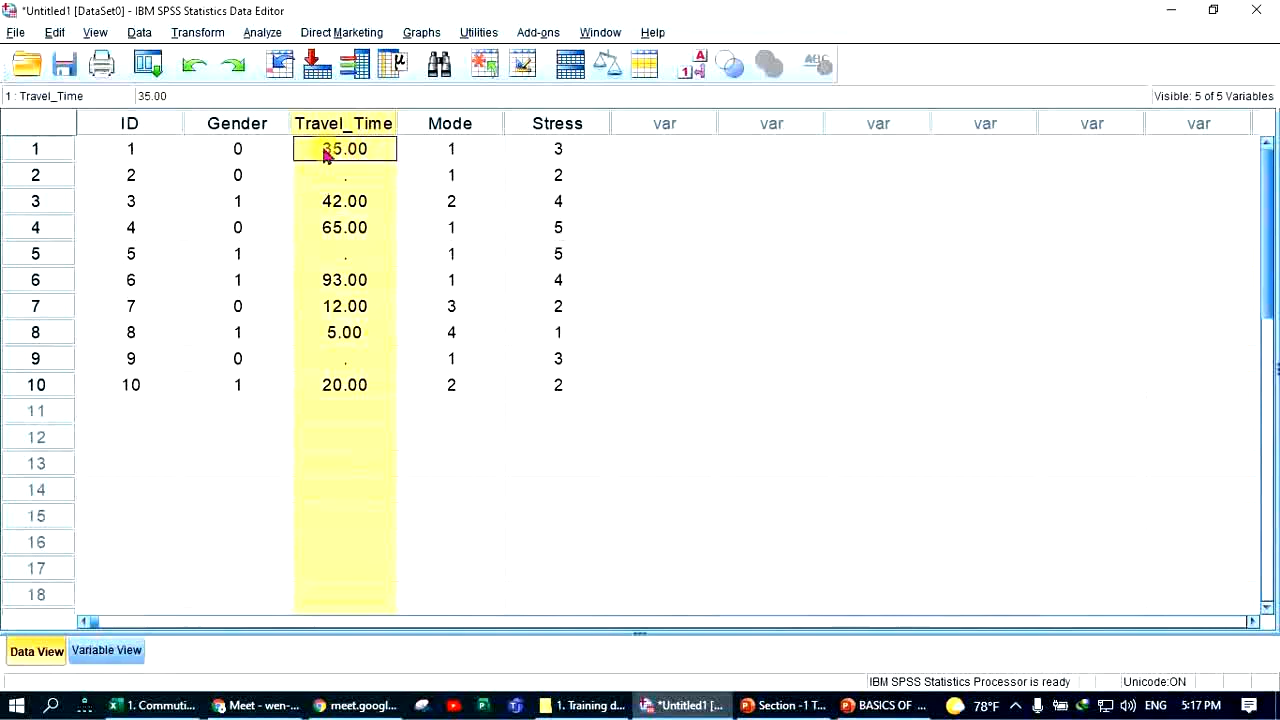 *Untitled1 [DataSet0] - IBM SPSS Statistics Data Editor
File Edit View Data Transform Analyze Direct Marketing Graphs Utilities Add-ons Window Help
1 : Travel_Time 35.00 Visible: 5 of 5 Variables
ID Gender Travel_Time Mode Stress var var var var var var
1 1 0 35.00 1 3
2 2 0 . 1 2
3 3 1 42.00 2 4
4 4 0 65.00 1 5
5 5 1 . 1 5
6 6 1 93.00 1 4
7 7 0 12.00 3 2
8 8 1 5.00 4 1
9 9 0 . 1 3
10 10 1 20.00 2 2
11
12
13
14
15
16
17
18
Data View Variable View
IBM SPSS Statistics Processor is ready Unicode:ON
1. Commuti... Meet - wen-... meet.googl... 1. Training d... *Untitled1 [... Section -1 T... BASICS OF ... 78°F ENG 5:17 PM